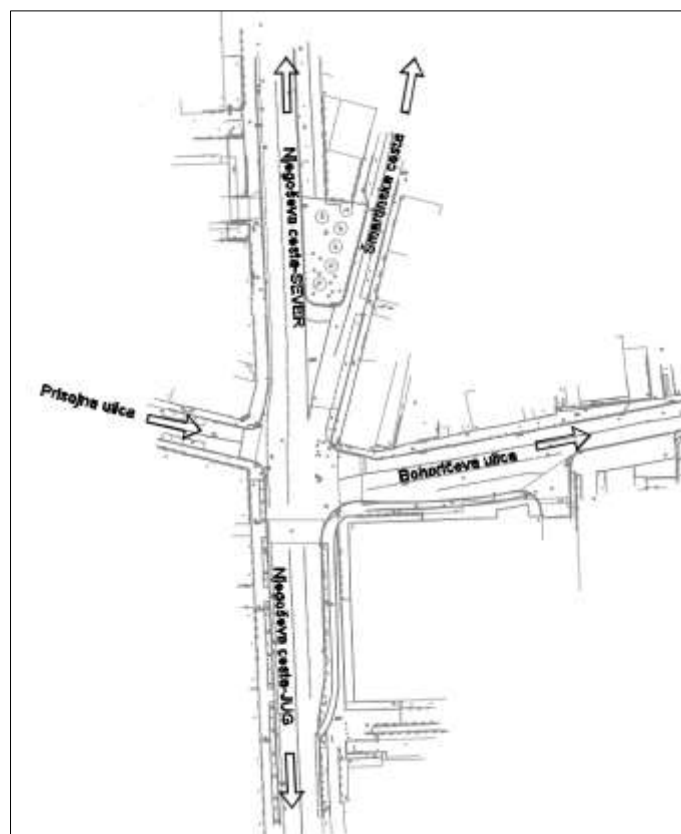 Njegoševa cesta-SEVER
Šmartinska cesta
Prisojna ulica
Bohoričeva ulica
Njegoševa cesta-JUG